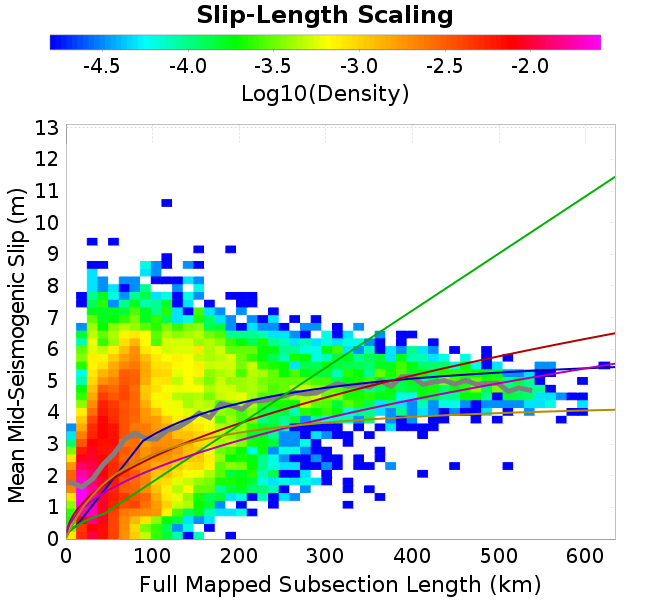 Slip-Length Scaling
-4.5 -4.0 -3.5 -3.0 -2.5 -2.0
Log10(Density)
13
12
11
10
9
8
7
6
5
4
3
2
1
0
Mean Mid-Seismogenic Slip (m)
0 100 200 300 400 500 600
Full Mapped Subsection Length (km)